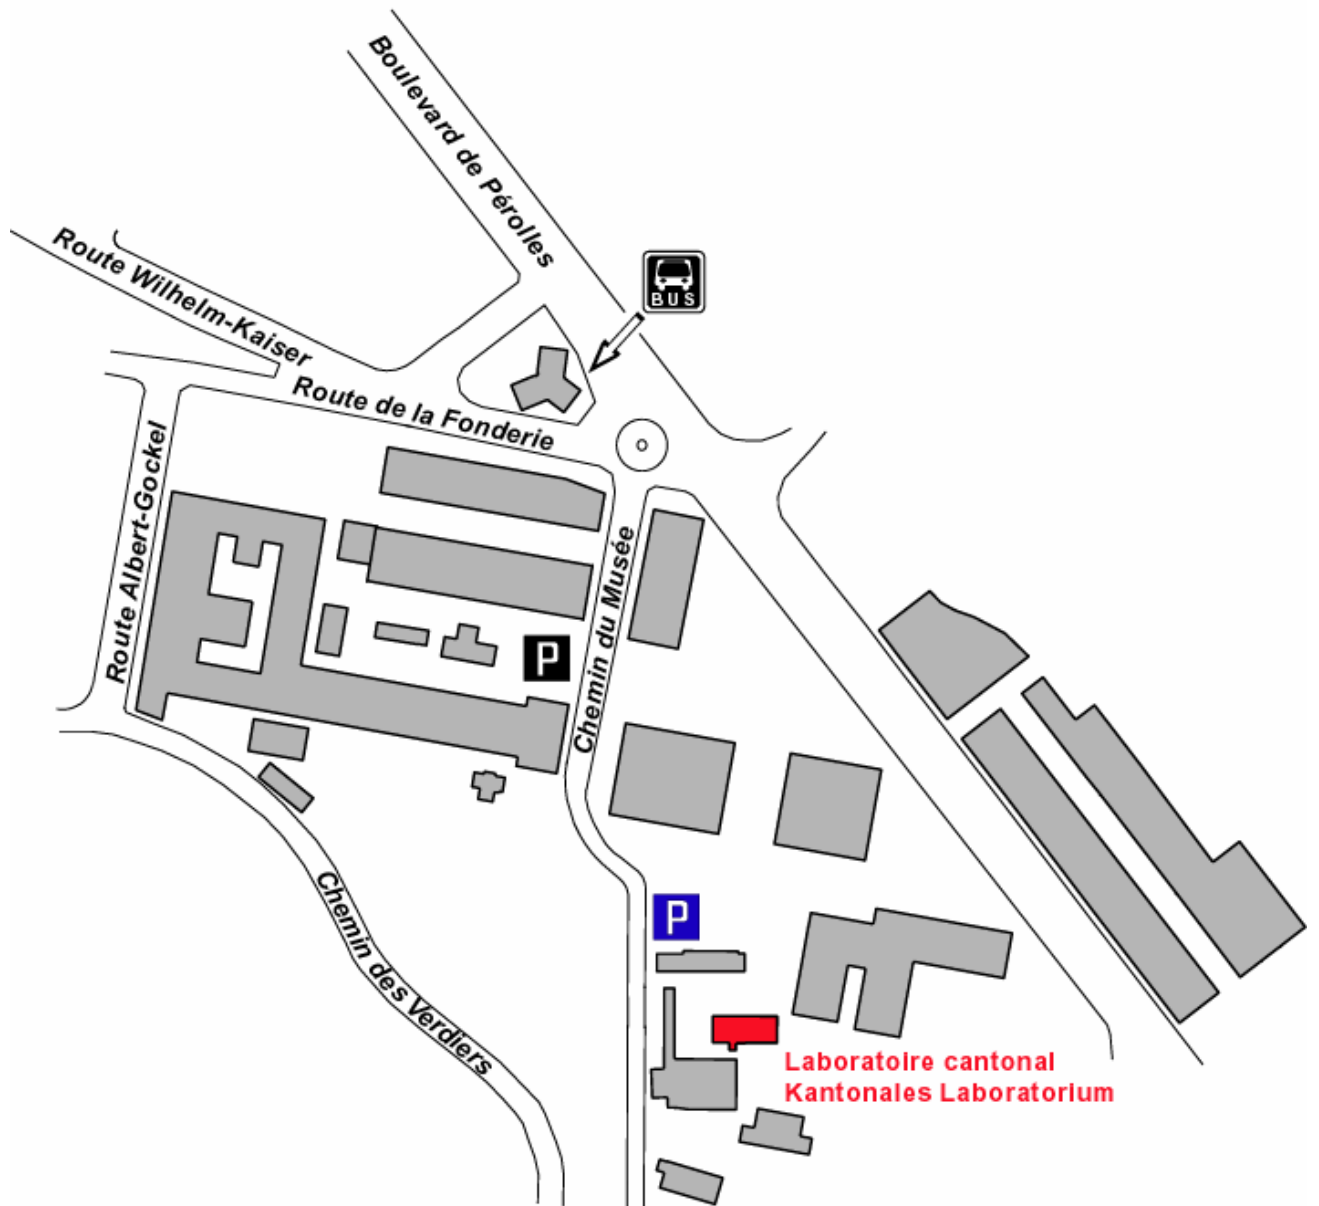 Boulevard de Pérolles
Route Wilhelm-Kaiser
BUS
Route de la Fonderie
Route Albert-Gockel
Chemin du Musée
P
P
Chemin des Verdiers
Laboratoire cantonal
Kantonales Laboratorium